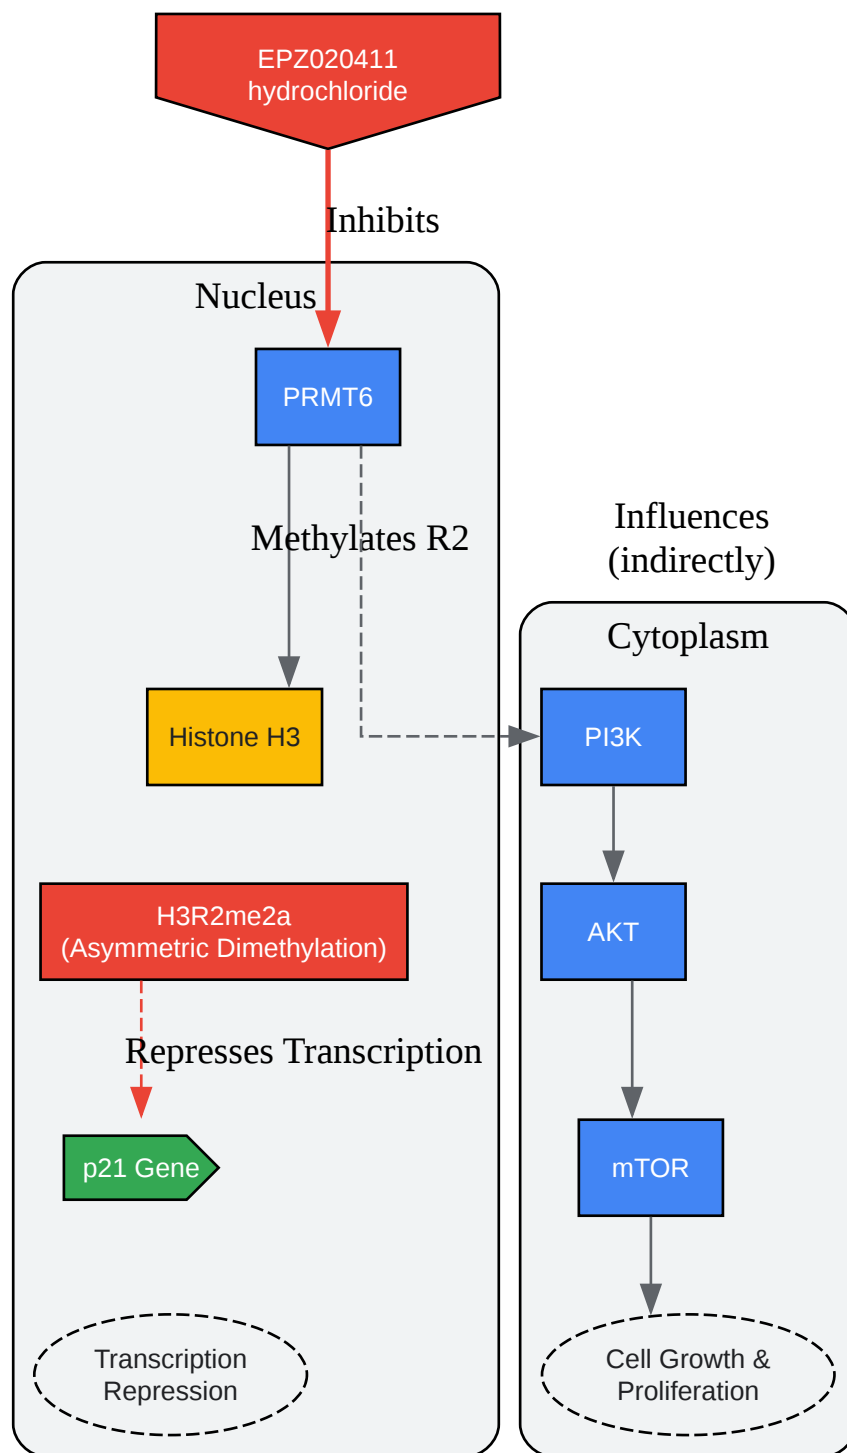 EPZ020411
hydrochloride
Inhibits
Nucleus
PRMT6
Methylates R2
Histone H3
H3R2me2a
(Asymmetric Dimethylation)
Represses Transcription
p21 Gene
Transcription
Repression
Influences
(indirectly)
Cytoplasm
PI3K
AKT
mTOR
Cell Growth &
Proliferation